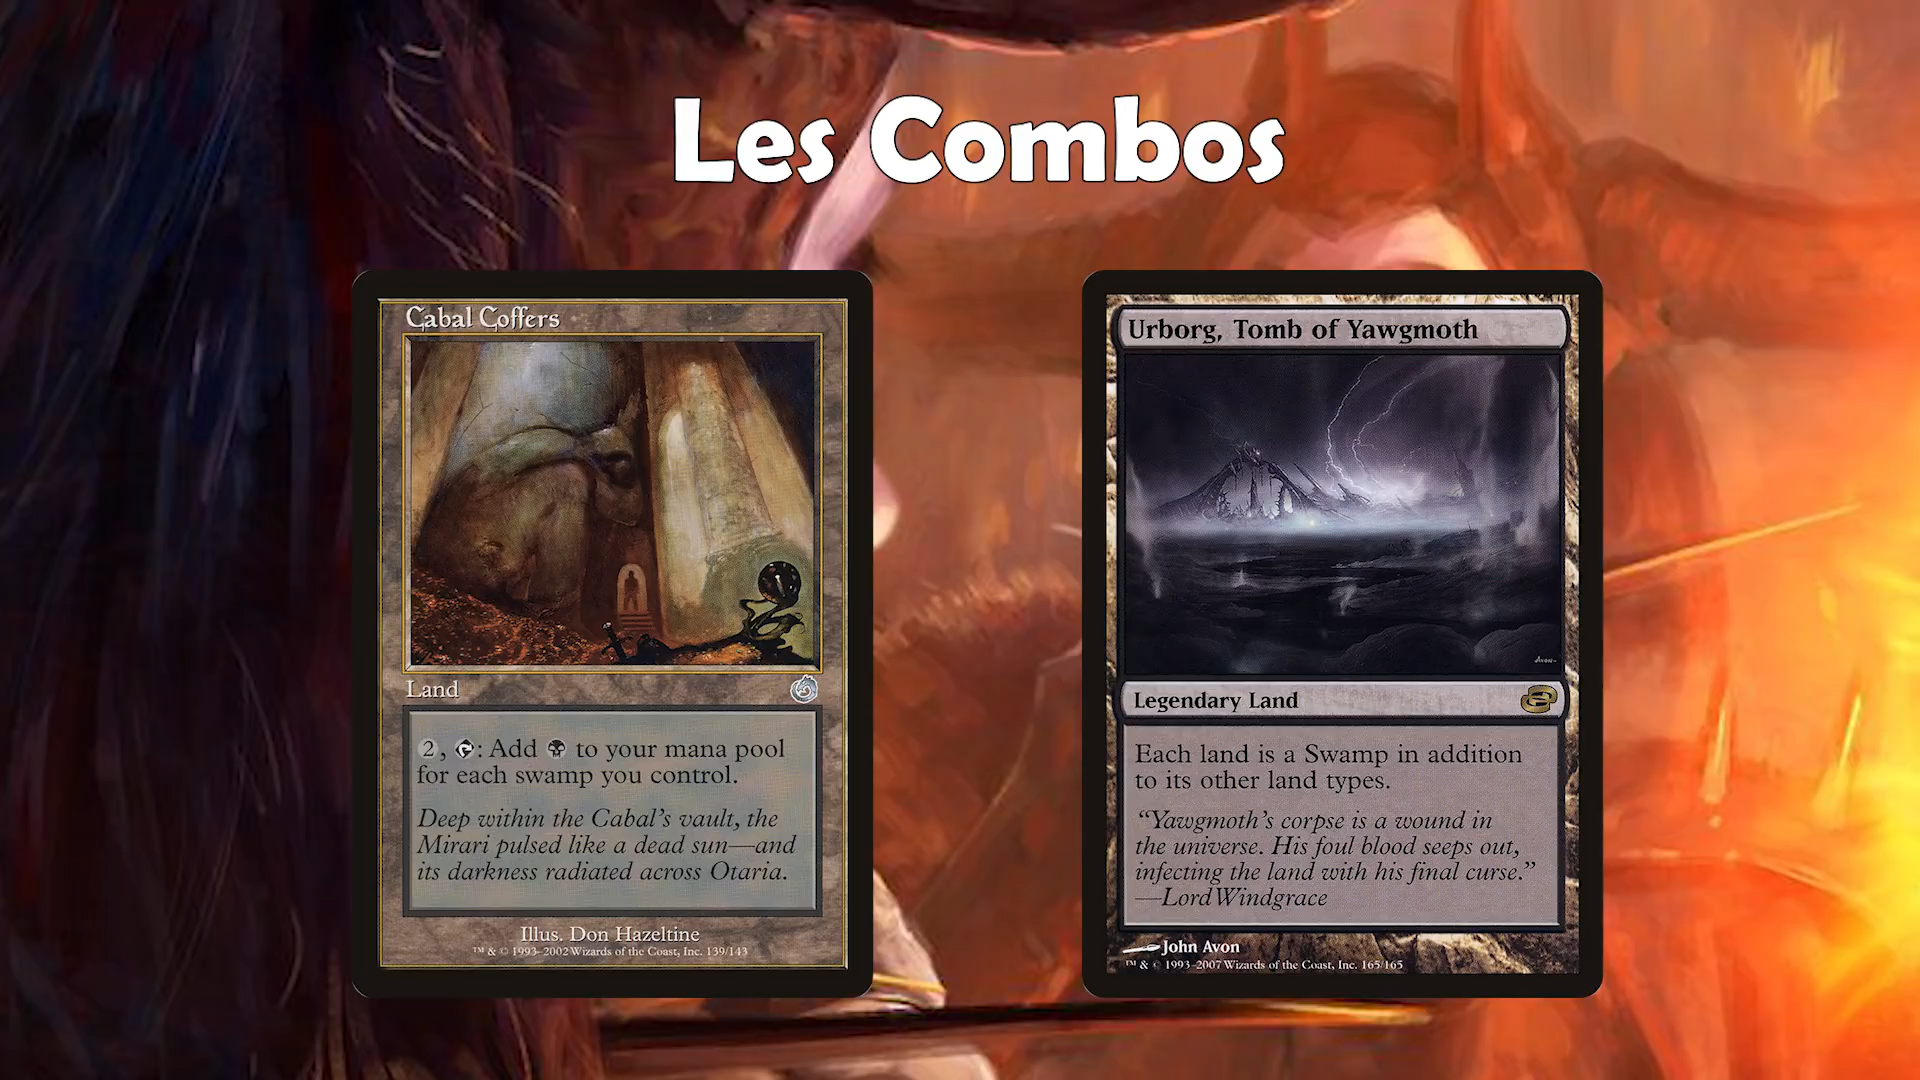 Les Combos
Cabal Coffers
Land
2, : Add to your mana pool
for each swamp you control.
Deep within the Cabal's vault, the
Mirari pulsed like a dead sun—and
its darkness radiated across Otaria.
Illus. Don Hazeltine
™ & © 1993–2002 Wizards of the Coast, Inc. 139/143
Urborg, Tomb of Yawgmoth
Legendary Land
Each land is a Swamp in addition
to its other land types.
“Yawgmoth's corpse is a wound in
the universe. His foul blood seeps out,
infecting the land with his final curse.”
—Lord Windgrace
John Avon
™ & © 1993–2007 Wizards of the Coast, Inc. 165/165